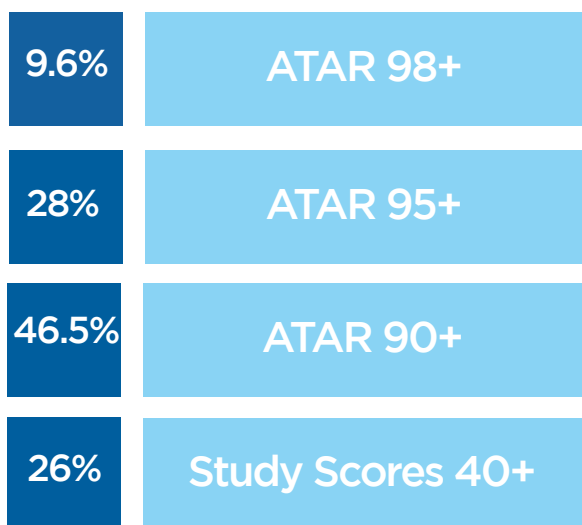 9.6% ATAR 98+
28% ATAR 95+
46.5% ATAR 90+
26% Study Scores 40+